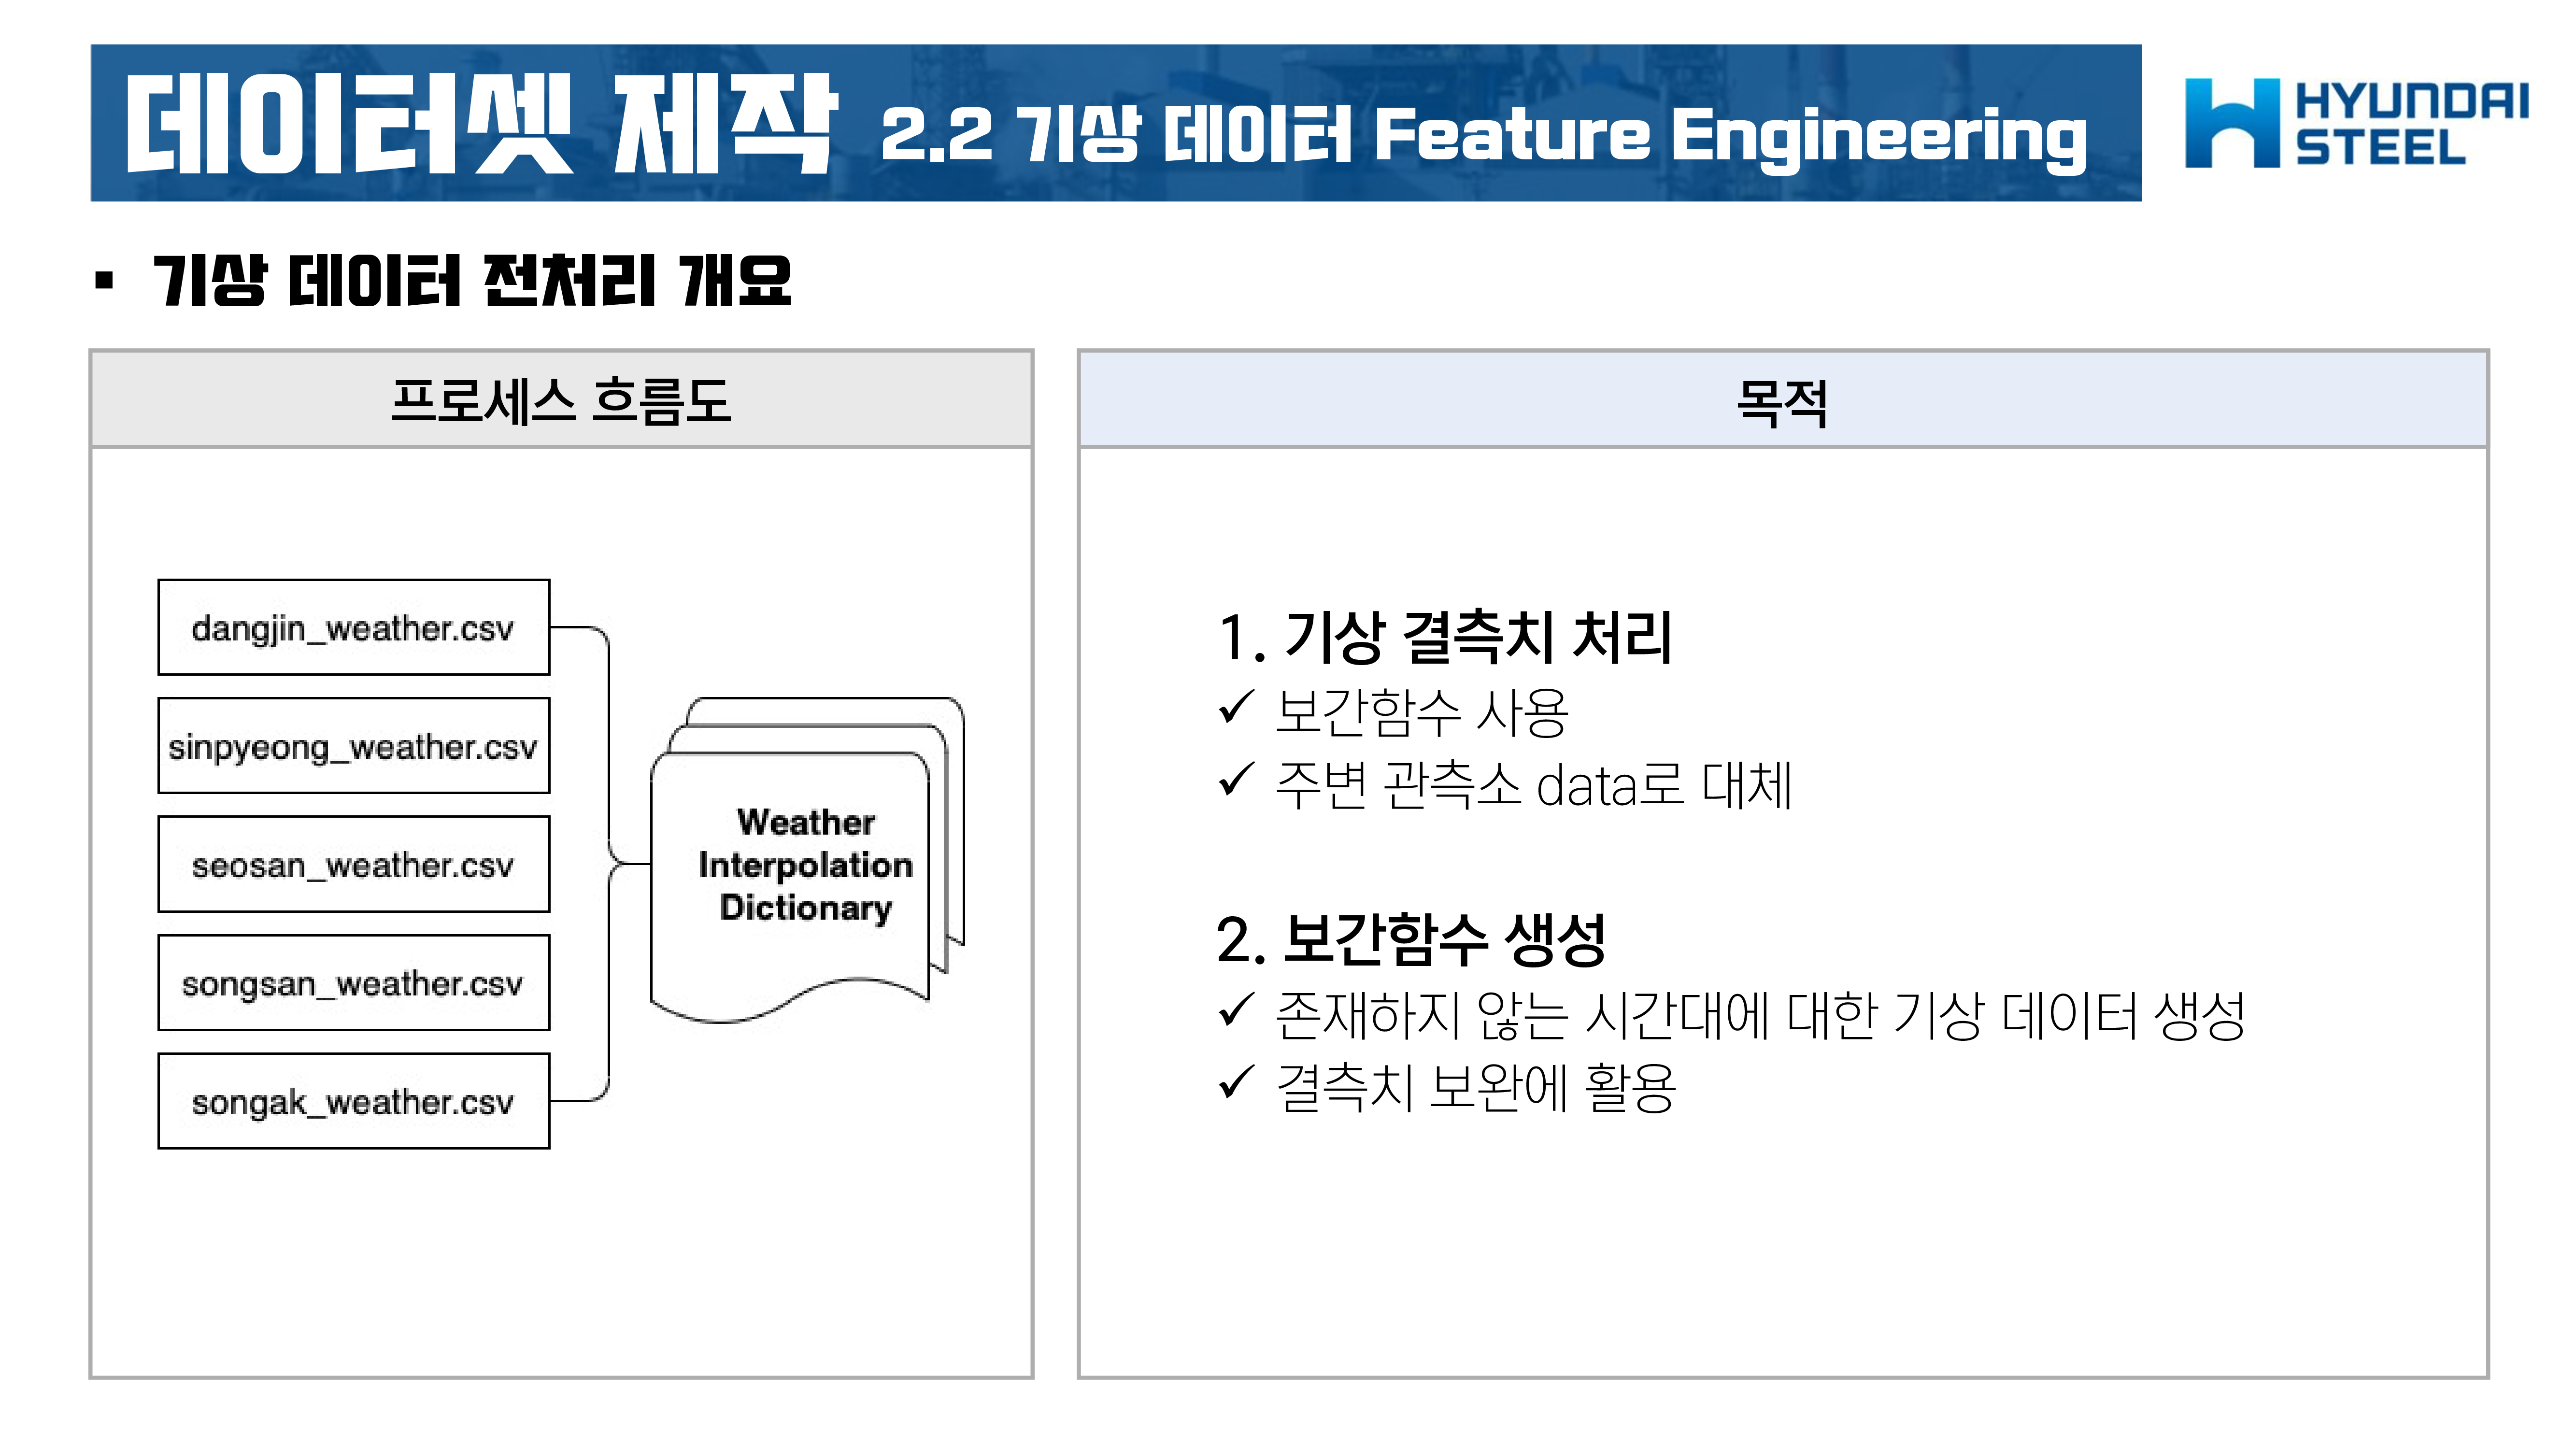 데이터셋 제작 2.2 기상 데이터 Feature Engineering
HYUNDAI
STEEL
▪ 기상 데이터 전처리 개요
프로세스 흐름도
dangjin_weather.csv
sinpyeong_weather.csv
seosan_weather.csv
songsan_weather.csv
songak_weather.csv
Weather
Interpolation
Dictionary
목적
1. 기상 결측치 처리
✓ 보간함수 사용
✓ 주변 관측소 data로 대체
2. 보간함수 생성
✓ 존재하지 않는 시간대에 대한 기상 데이터 생성
✓ 결측치 보완에 활용